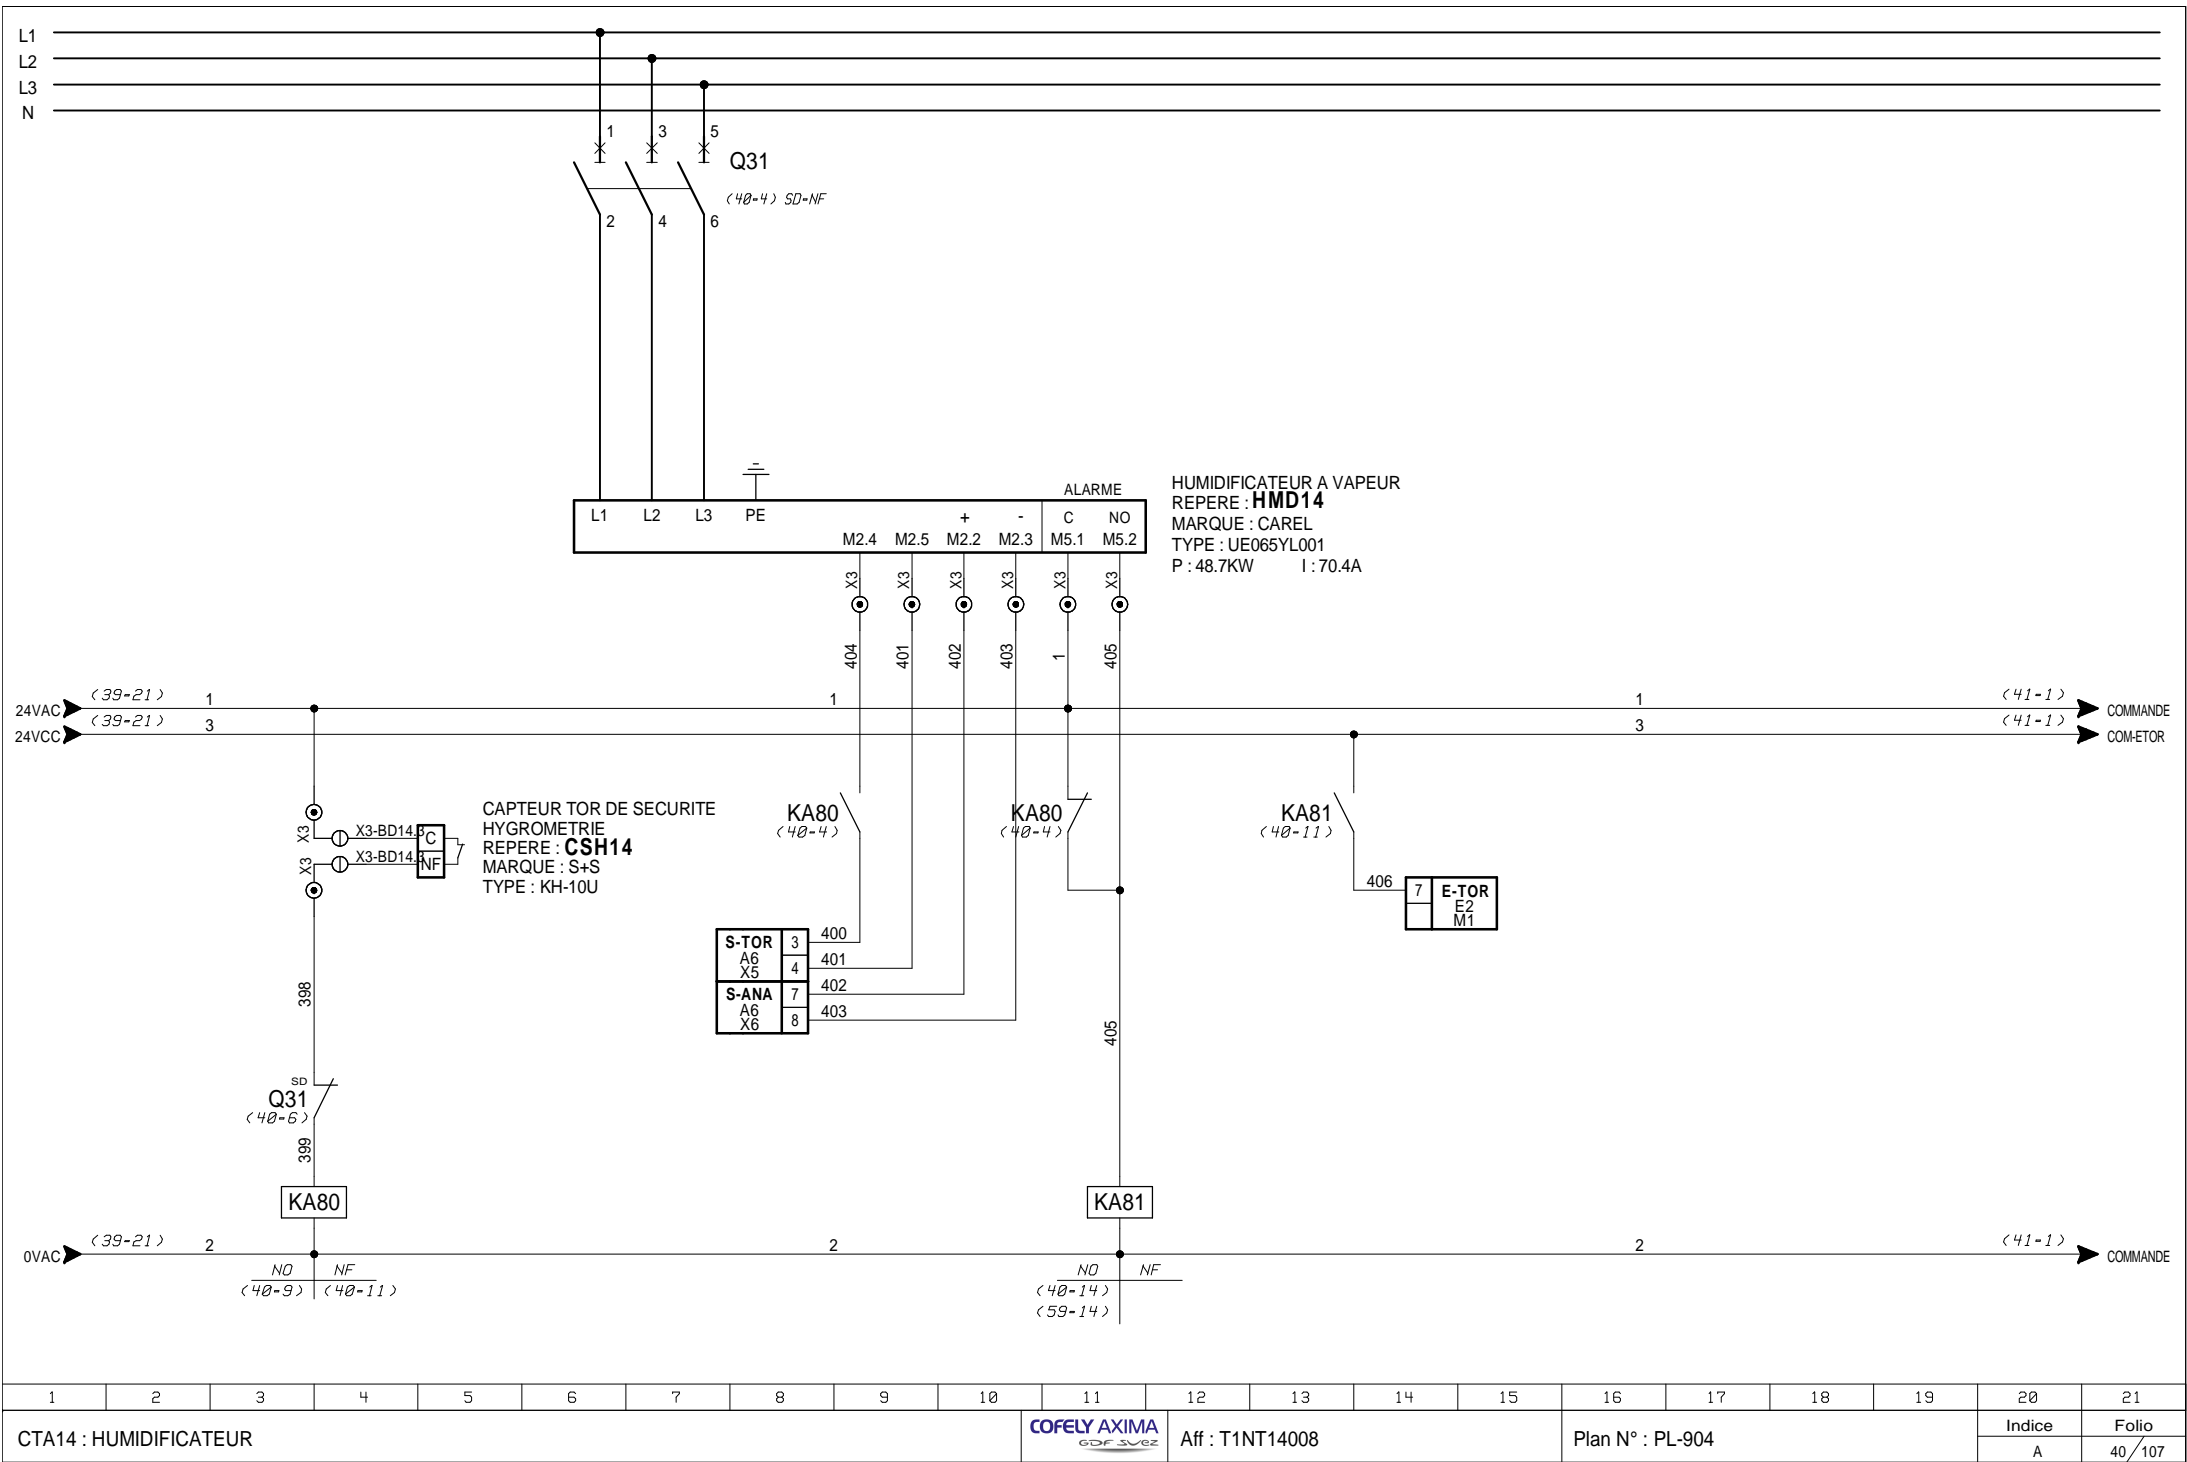 L1
L2
L3
N
1 3 5
Q31
(40-4) SD-NF
2 4 6
ALARME
L1 L2 L3 PE + - C NO
M2.4 M2.5 M2.2 M2.3 M5.1 M5.2
HUMIDIFICATEUR A VAPEUR
REPERE : HMD14
MARQUE : CAREL
TYPE : UE065YL001
P : 48.7KW I : 70.4A
X3 X3 X3 X3 X3 X3
404 401 402 403 1 405
24VAC (39-21) 1 1 1 (41-1) COMMANDE
24VCC (39-21) 3 3 (41-1) COM-ETOR
X3 X3-BD14.3 C
X3 X3-BD14.3 NF
CAPTEUR TOR DE SECURITE
HYGROMETRIE
REPERE : CSH14
MARQUE : S+S
TYPE : KH-10U
KA80
(40-4)
KA80
(40-4)
KA81
(40-11)
406 7 E-TOR
E2
M1
S-TOR 3 400
A6
X5 4 401
S-ANA 7 402
A6
X6 8 403
398
405
SD
Q31
(40-6)
399
KA80
KA81
0VAC (39-21) 2 2 2 (41-1) COMMANDE
NO NF
(40-9) (40-11)
NO NF
(40-14)
(59-14)
1 2 3 4 5 6 7 8 9 10 11 12 13 14 15 16 17 18 19 20 21
CTA14 : HUMIDIFICATEUR
COFELY AXIMA
GDF SUEZ
Aff : T1NT14008
Plan N° : PL-904
Indice
A
Folio
40/107